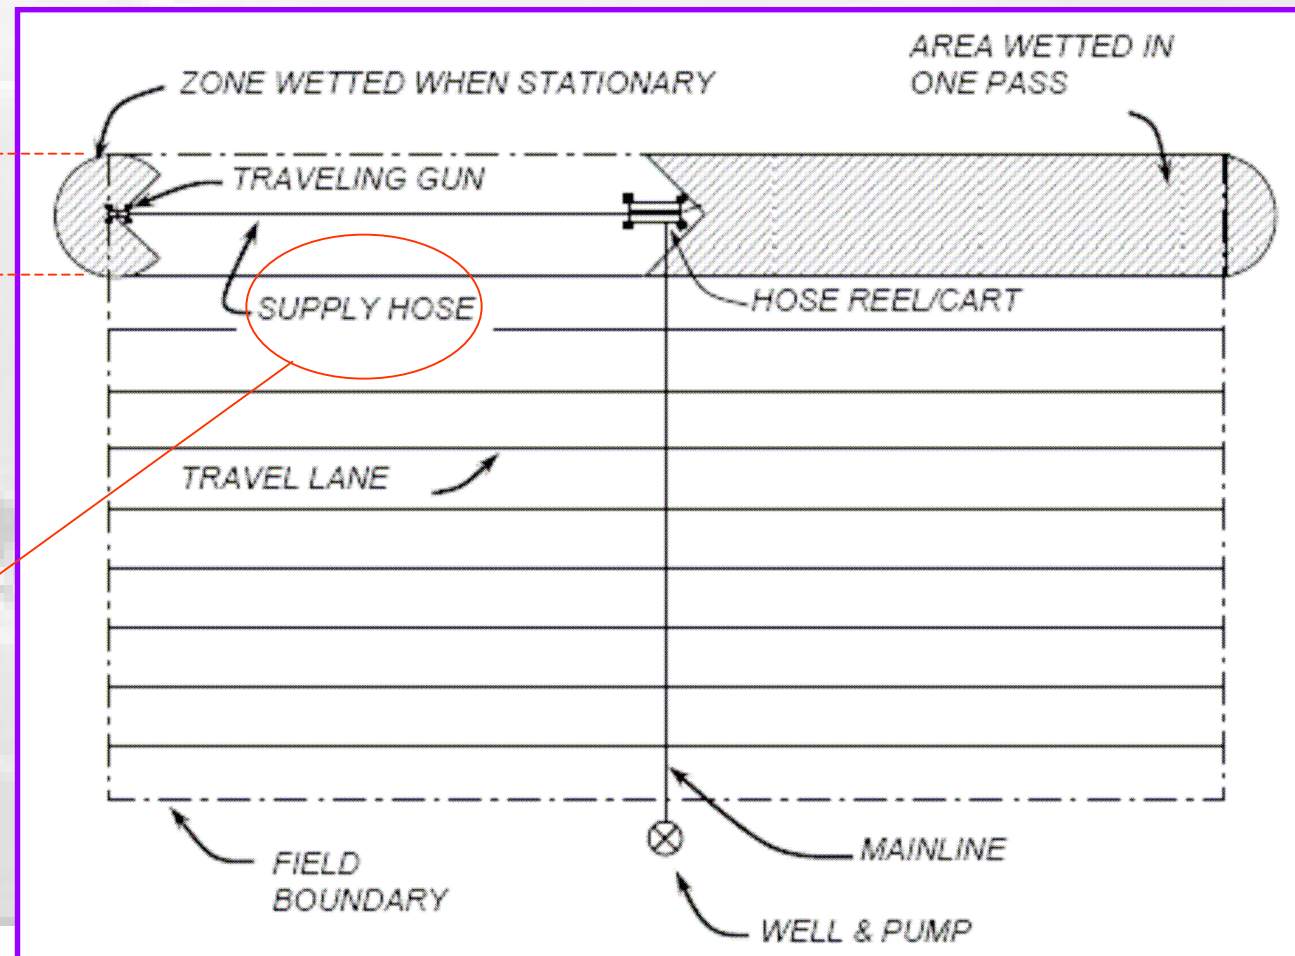 AREA WETTED IN
ONE PASS
ZONE WETTED WHEN STATIONARY
TRAVELING GUN
SUPPLY HOSE
HOSE REEL/CART
TRAVEL LANE
FIELD
BOUNDARY
MAINLINE
WELL & PUMP